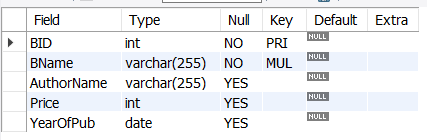 Field Type Null Key Default Extra
BID int NO PRI NULL
BName varchar(255) NO MUL NULL
AuthorName varchar(255) YES NULL
Price int YES NULL
YearOfPub date YES NULL